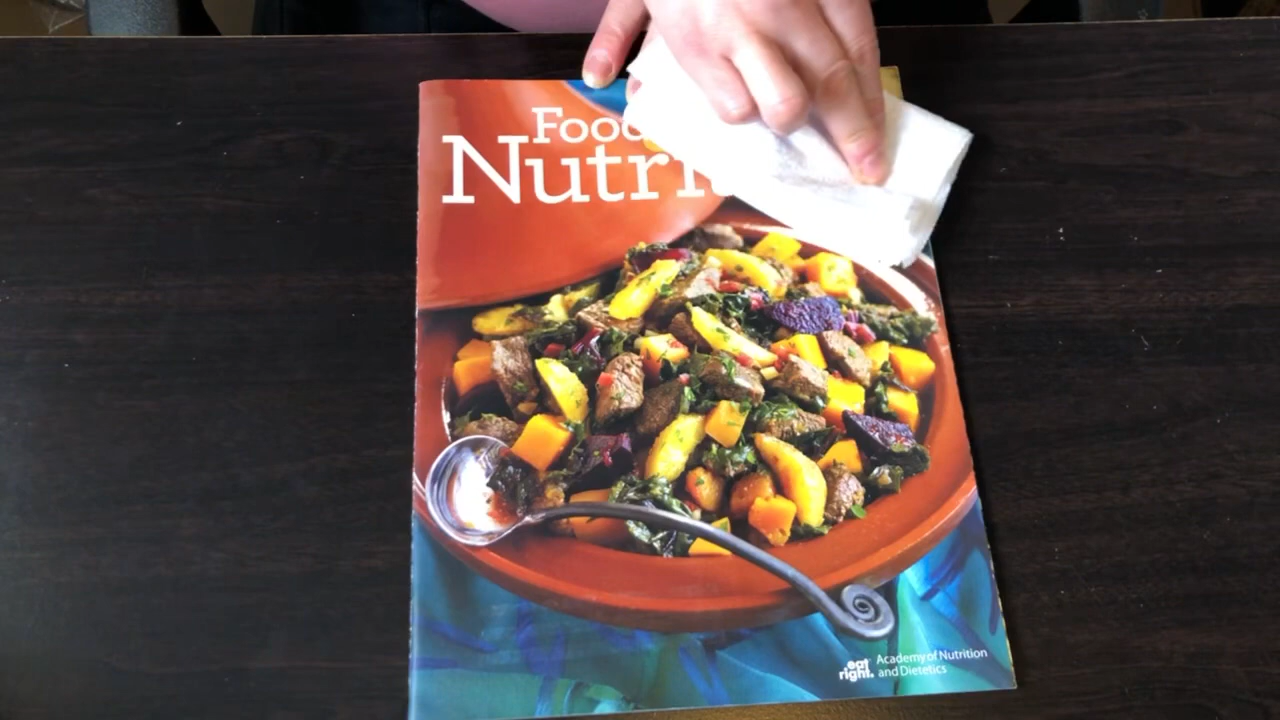 Food
Nutri
eat
right.
Academy of Nutrition
and Dietetics